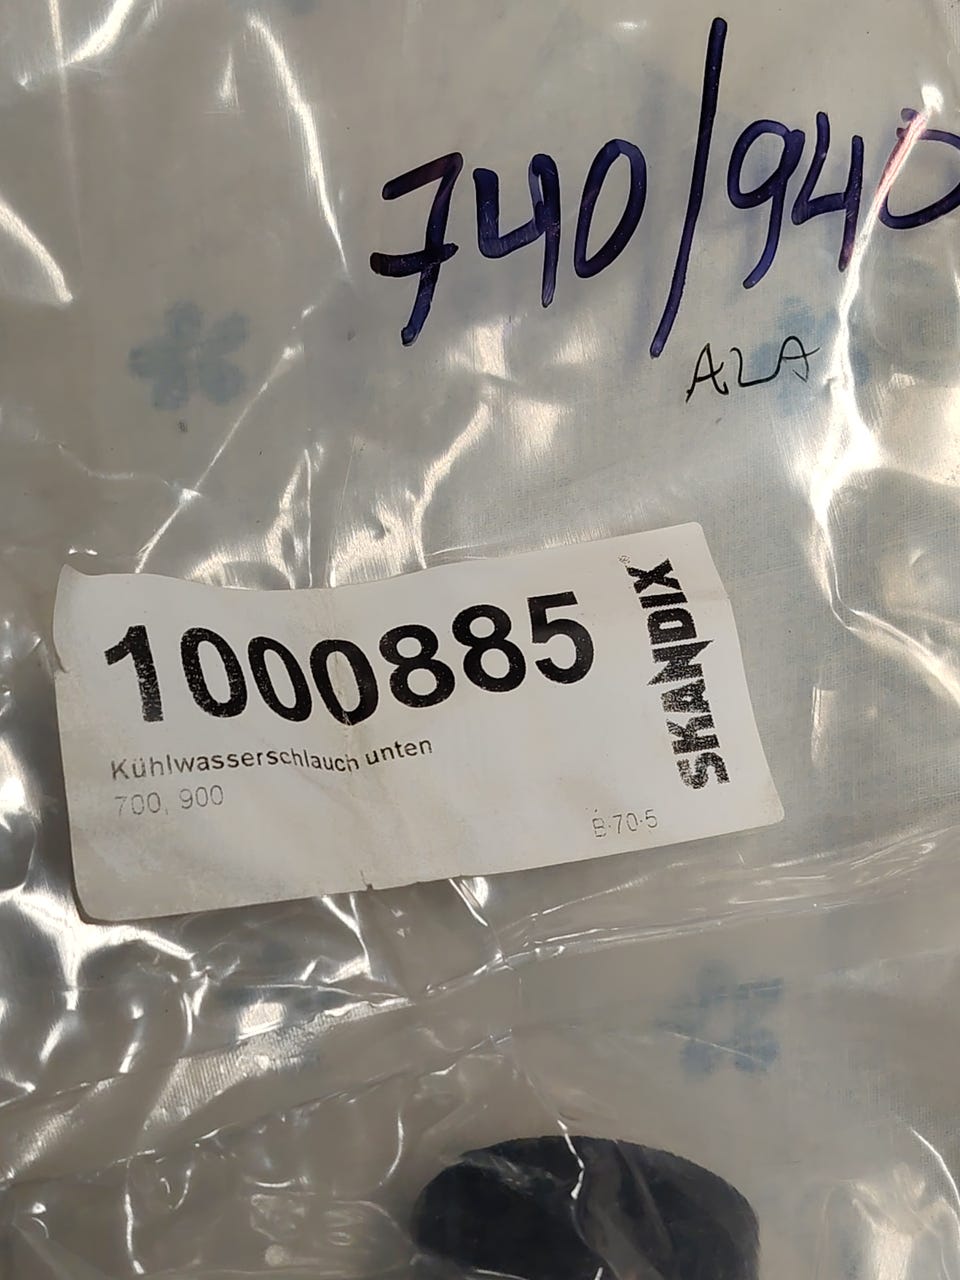 740/940
ALA
1000885
SKANDIX®
Kühlwasserschlauch unten
700, 900
B-70-5